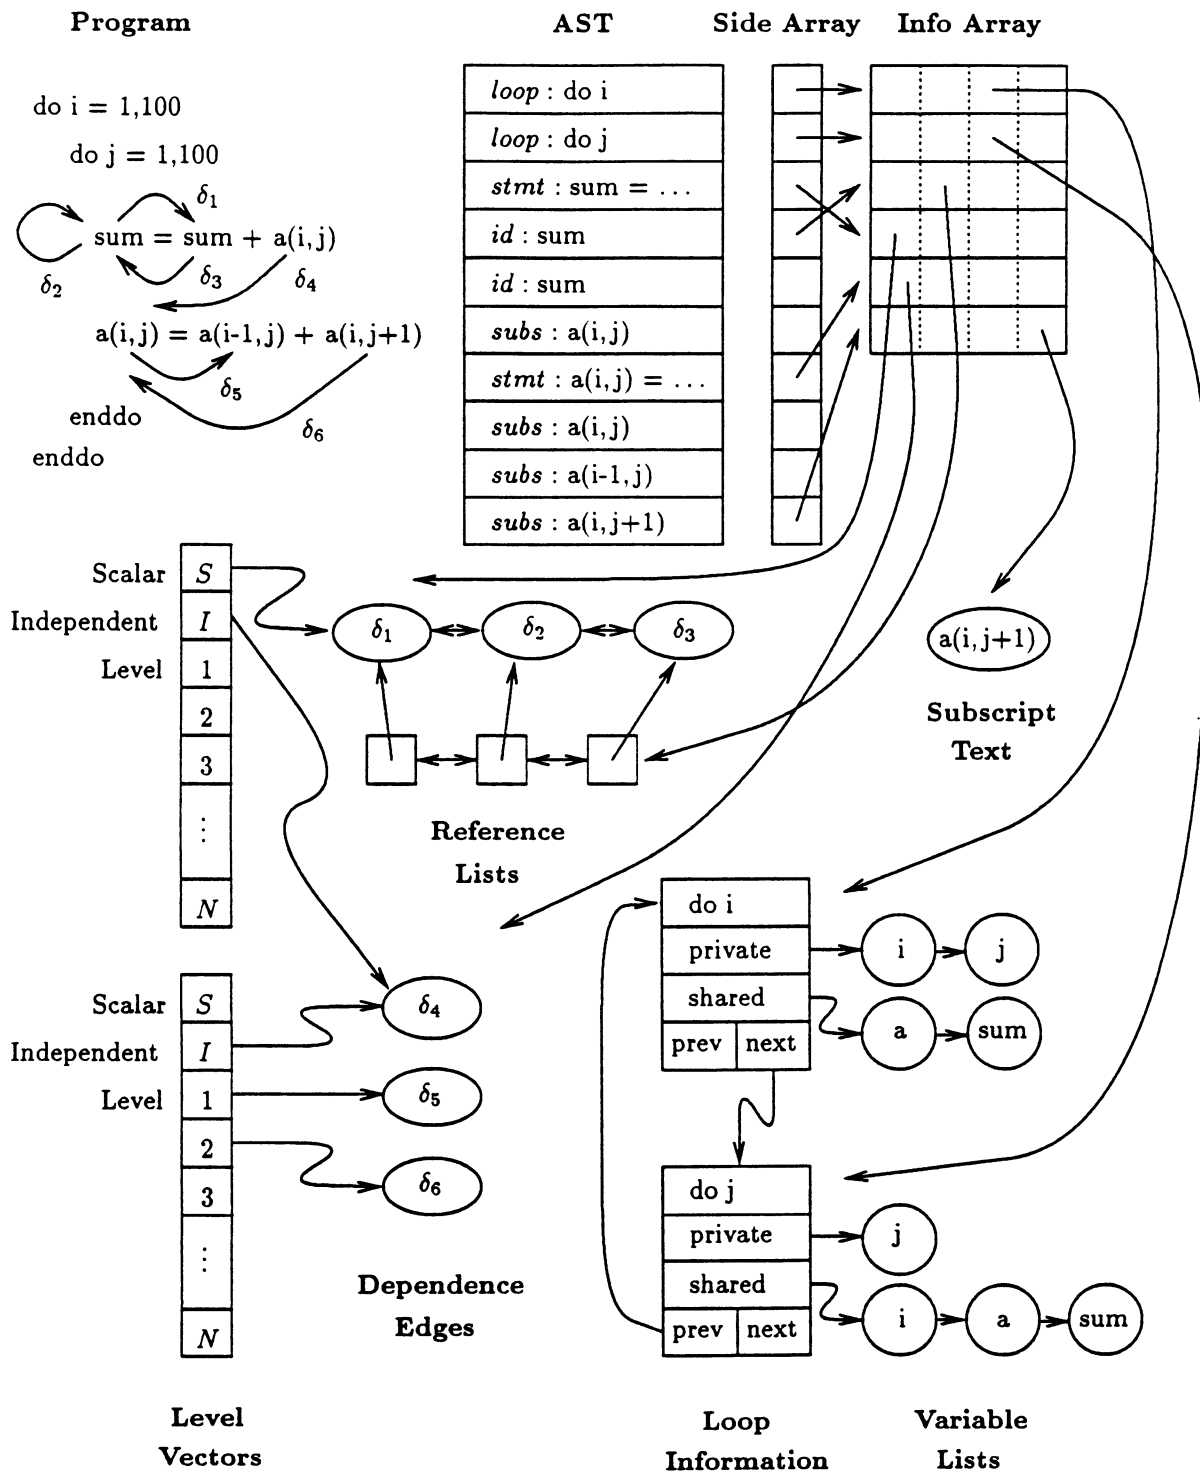 Program
do i = 1,100
do j = 1,100
δ1
sum = sum + a(i,j)
δ2
δ3
δ4
a(i,j) = a(i-1,j) + a(i,j+1)
δ5
δ6
enddo
enddo
AST
loop : do i
loop : do j
stmt : sum = ...
id : sum
id : sum
subs : a(i,j)
stmt : a(i,j) = ...
subs : a(i,j)
subs : a(i-1,j)
subs : a(i,j+1)
Side Array
Info Array
Scalar S
Independent I
Level 1
2
3
⋮
N
δ1
δ2
δ3
Reference
Lists
a(i,j+1)
Subscript
Text
Scalar S
Independent I
Level 1
2
3
⋮
N
δ4
δ5
δ6
Dependence
Edges
Level
Vectors
do i
private
i
j
shared
a
sum
prev next
do j
private
j
shared
i
a
sum
prev next
Loop
Information
Variable
Lists